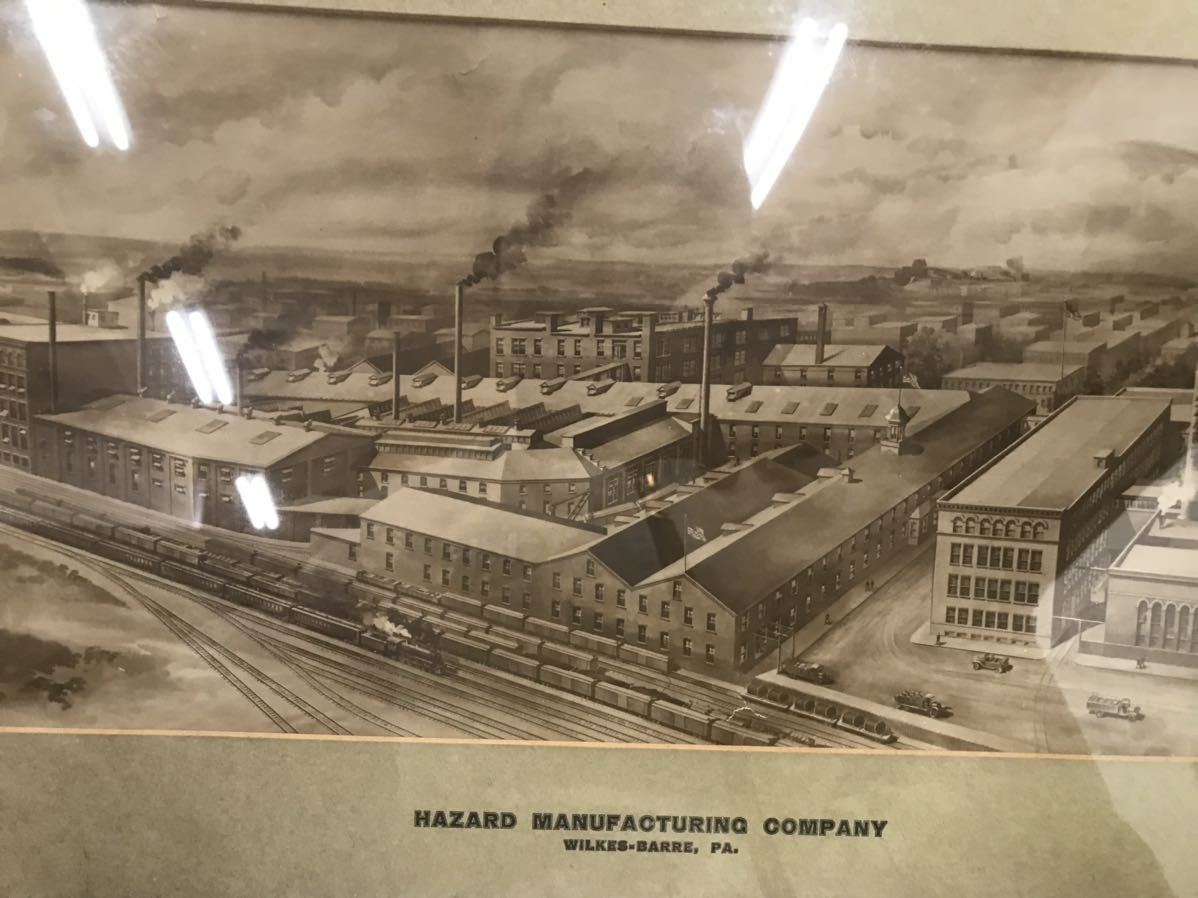 HAZARD MANUFACTURING COMPANY
WILKES-BARRE, PA.